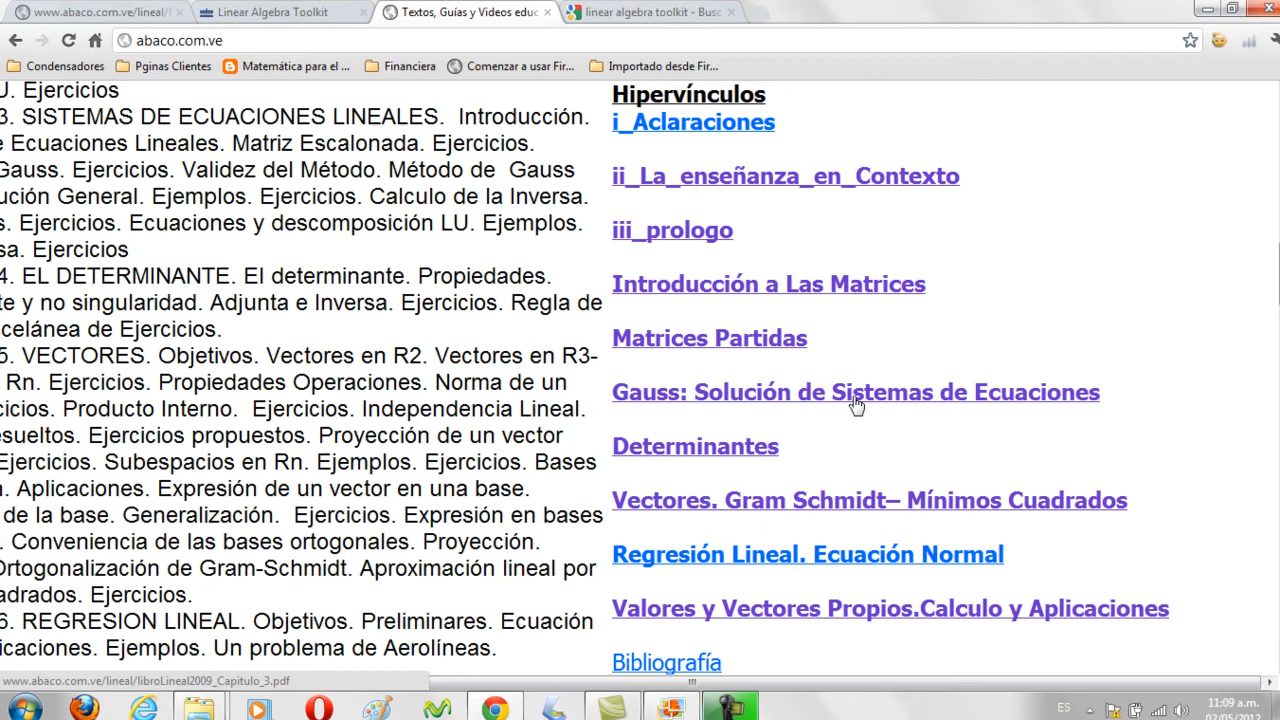 www.abaco.com.ve/lineal/
Linear Algebra Toolkit
Textos, Guías y Videos educ
linear algebra toolkit - Busc
abaco.com.ve
Condensadores
Pginas Clientes
Matemática para el ...
Financiera
Comenzar a usar Fir...
Importado desde Fir...
U. Ejercicios
3. SISTEMAS DE ECUACIONES LINEALES. Introducción.
e Ecuaciones Lineales. Matriz Escalonada. Ejercicios.
Gauss. Ejercicios. Validez del Método. Método de Gauss
ución General. Ejemplos. Ejercicios. Calculo de la Inversa.
s. Ejercicios. Ecuaciones y descomposición LU. Ejemplos.
sa. Ejercicios
4. EL DETERMINANTE. El determinante. Propiedades.
te y no singularidad. Adjunta e Inversa. Ejercicios. Regla de
scelánea de Ejercicios.
5. VECTORES. Objetivos. Vectores en R2. Vectores en R3-
Rn. Ejercicios. Propiedades Operaciones. Norma de un
cicios. Producto Interno. Ejercicios. Independencia Lineal.
esueltos. Ejercicios propuestos. Proyección de un vector
Ejercicios. Subespacios en Rn. Ejemplos. Ejercicios. Bases
n. Aplicaciones. Expresión de un vector en una base.
de la base. Generalización. Ejercicios. Expresión en bases
. Conveniencia de las bases ortogonales. Proyección.
Ortogonalización de Gram-Schmidt. Aproximación lineal por
adrados. Ejercicios.
6. REGRESION LINEAL. Objetivos. Preliminares. Ecuación
icaciones. Ejemplos. Un problema de Aerolíneas.
Hipervínculos
i_Aclaraciones
ii_La_enseñanza_en_Contexto
iii_prologo
Introducción a Las Matrices
Matrices Partidas
Gauss: Solución de Sistemas de Ecuaciones
Determinantes
Vectores. Gram Schmidt– Mínimos Cuadrados
Regresión Lineal. Ecuación Normal
Valores y Vectores Propios.Calculo y Aplicaciones
Bibliografía
www.abaco.com.ve/lineal/libroLineal2009_Capitulo_3.pdf
ES
11:09 a.m.
02/05/2012